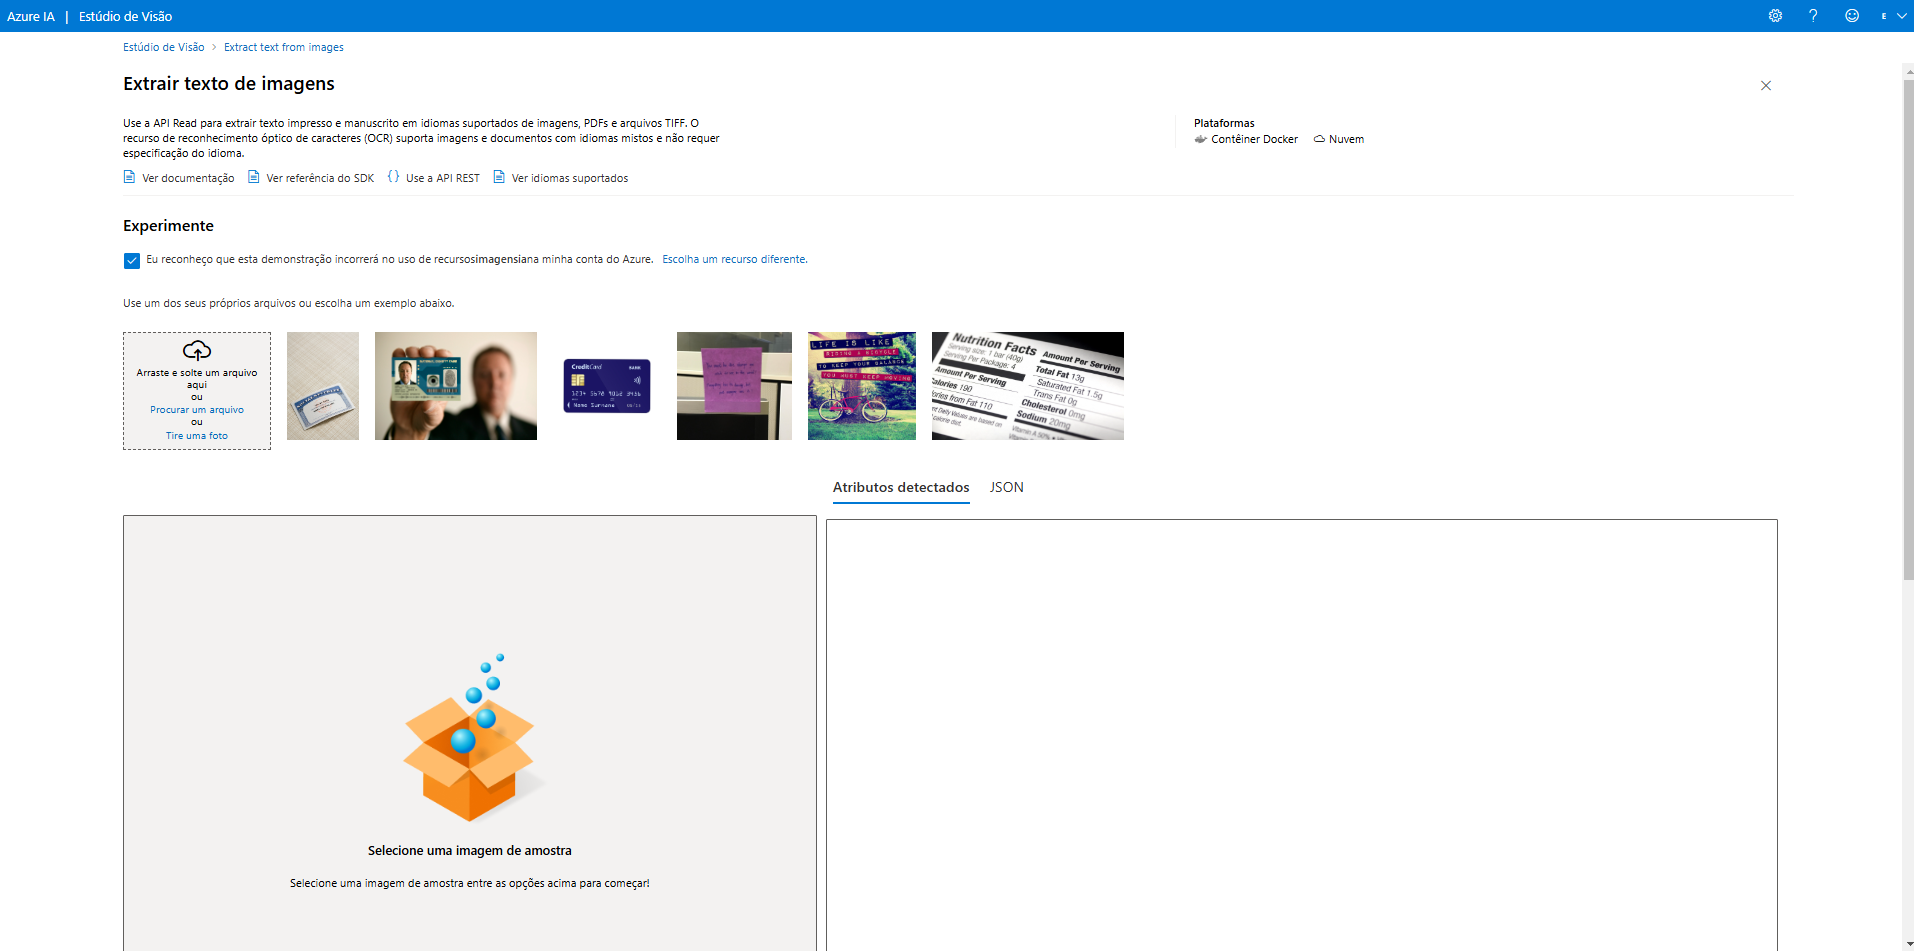 Azure IA | Estúdio de Visão
E
Estúdio de Visão > Extract text from images
Extrair texto de imagens
Use a API Read para extrair texto impresso e manuscrito em idiomas suportados de imagens, PDFs e arquivos TIFF. O
recurso de reconhecimento óptico de caracteres (OCR) suporta imagens e documentos com idiomas mistos e não requer
especificação do idioma.
Plataformas
Contêiner Docker Nuvem
Ver documentação Ver referência do SDK {} Use a API REST Ver idiomas suportados
Experimente
Eu reconheço que esta demonstração incorrerá no uso de recursosimagensiana minha conta do Azure. Escolha um recurso diferente.
Use um dos seus próprios arquivos ou escolha um exemplo abaixo.
Arraste e solte um arquivo
aqui
ou
Procurar um arquivo
ou
Tire uma foto
CreditCard BANK
1234 5678 9012 3456
Name Surname
LIFE IS LIKE
RIDING A BICYCLE
TO KEEP YOUR BALANCE
YOU MUST KEEP MOVING
Nutrition Facts
Serving size: 1 bar (40g)
Serving Per Package: 4
Amount Per Serving
Calories 190
Calories from Fat 110
Amount Per Serving
Total Fat 13g
Saturated Fat 1.5g
Trans Fat 0g
Cholesterol 0mg
Sodium 20mg
Atributos detectados JSON
Selecione uma imagem de amostra
Selecione uma imagem de amostra entre as opções acima para começar!